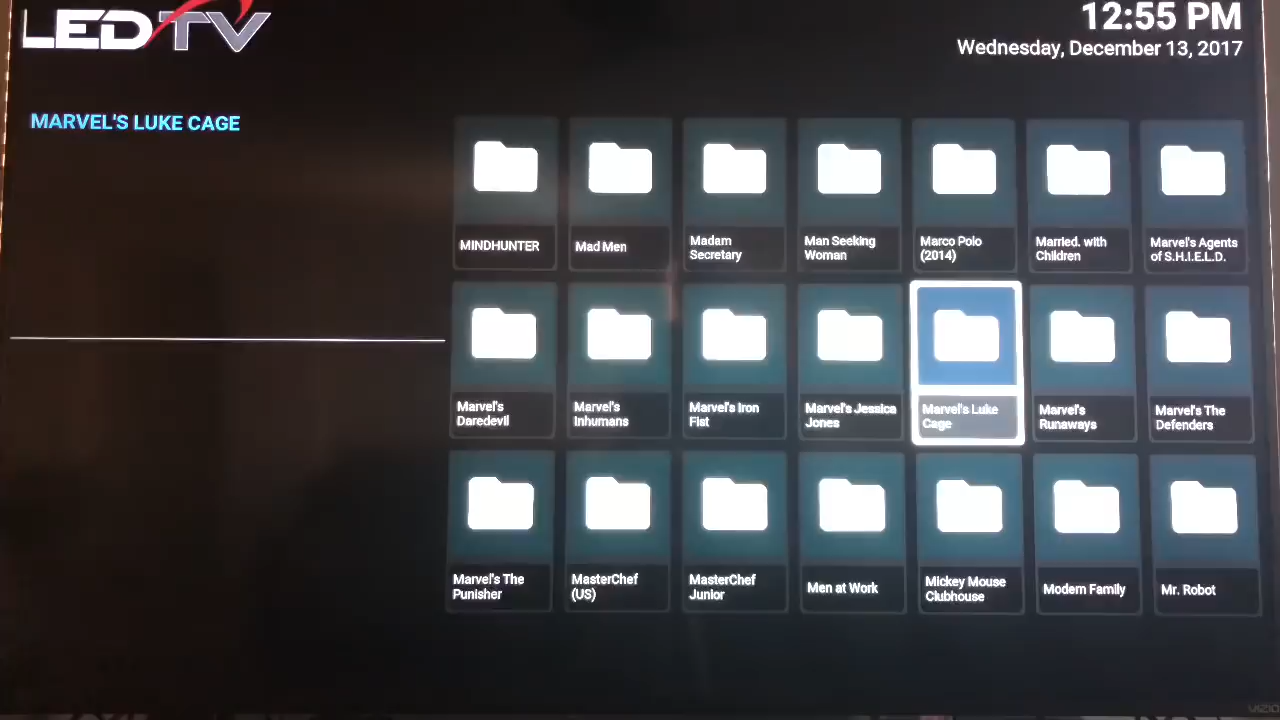 LEDTV
12:55 PM
Wednesday, December 13, 2017
MARVEL'S LUKE CAGE
MINDHUNTER
Mad Men
Madam
Secretary
Man Seeking
Woman
Marco Polo
(2014)
Married. with
Children
Marvel's Agents
of S.H.I.E.L.D.
Marvel's
Daredevil
Marvel's
Inhumans
Marvel's Iron
Fist
Marvel's Jessica
Jones
Marvel's Luke
Cage
Marvel's
Runaways
Marvel's The
Defenders
Marvel's The
Punisher
MasterChef
(US)
MasterChef
Junior
Men at Work
Mickey Mouse
Clubhouse
Modern Family
Mr. Robot
VIZIO